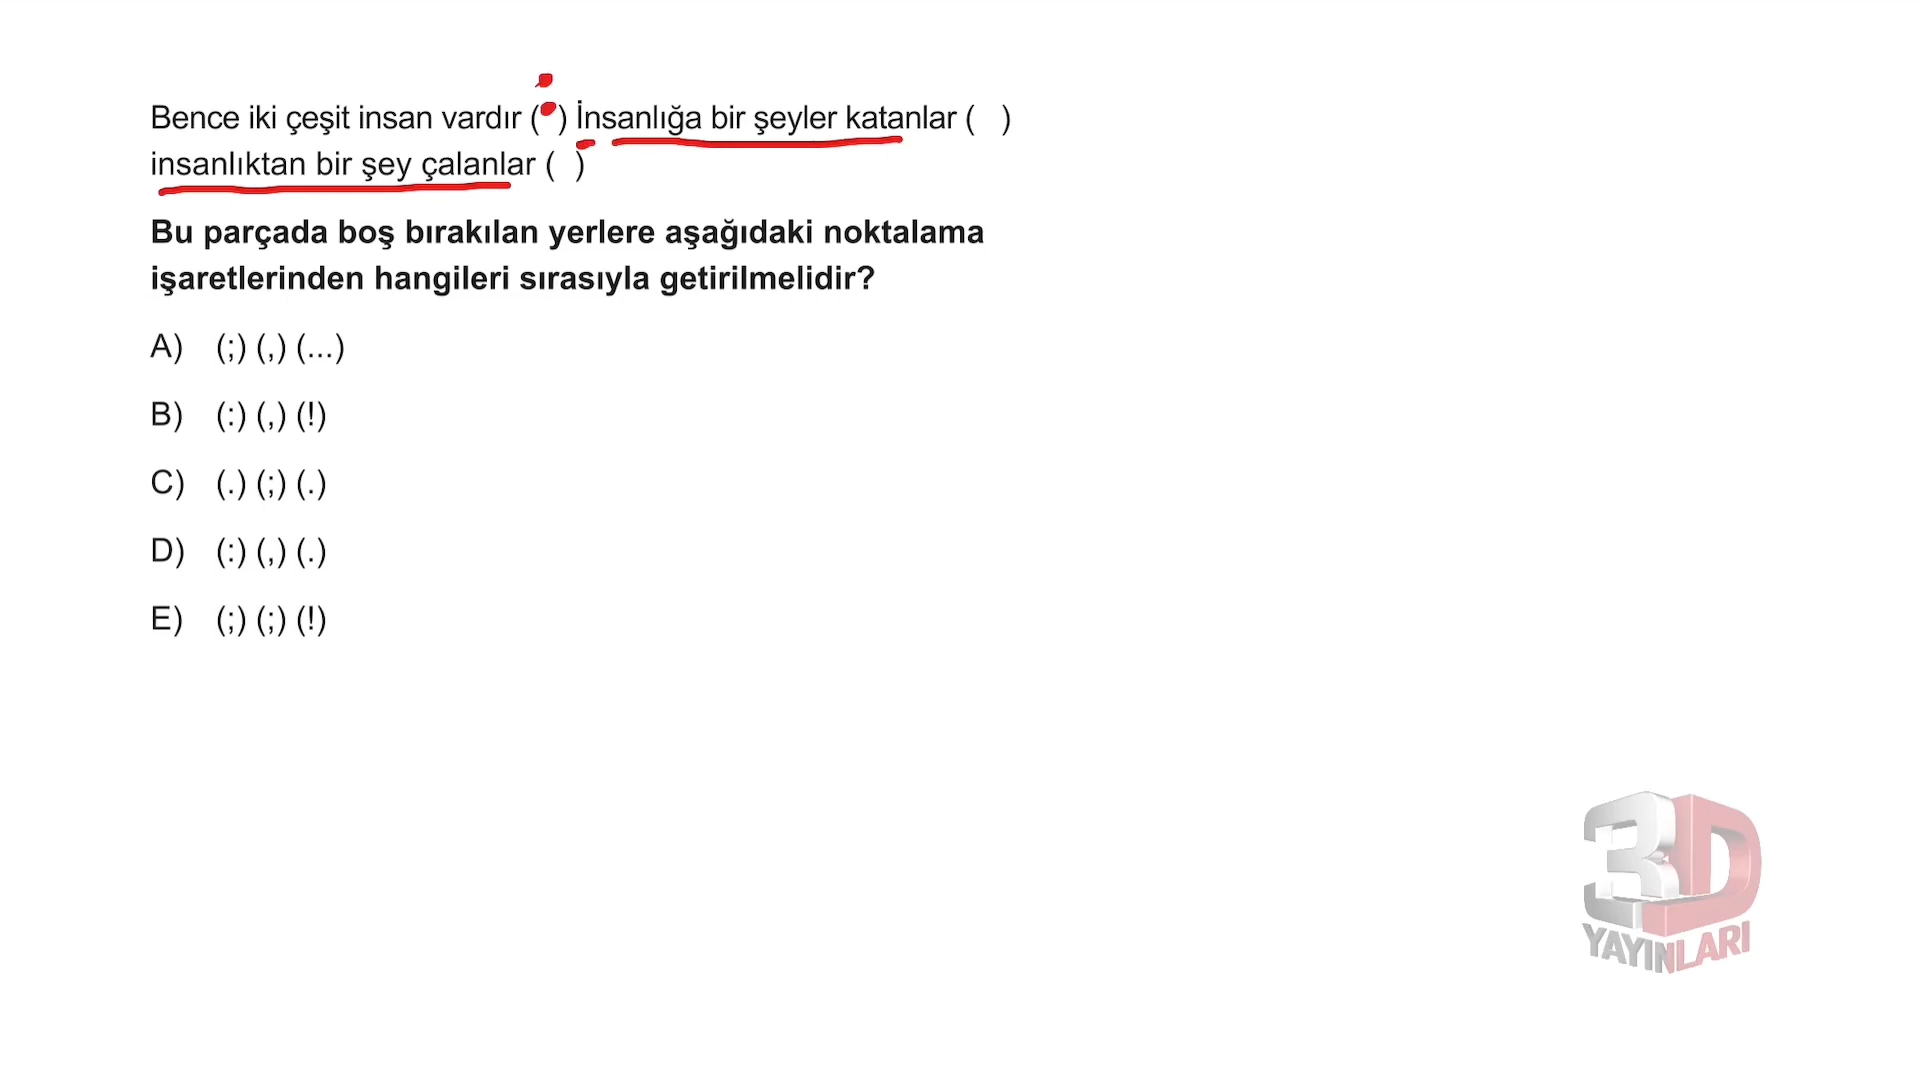 Bence iki çeşit insan vardır (:) İnsanlığa bir şeyler katanlar ( )
insanlıktan bir şey çalanlar ( )
Bu parçada boş bırakılan yerlere aşağıdaki noktalama
işaretlerinden hangileri sırasıyla getirilmelidir?
A) (;) (,) (...)
B) (:) (,) (!)
C) (.) (;) (.)
D) (:) (,) (.)
E) (;) (;) (!)
3D
YAYINLARI